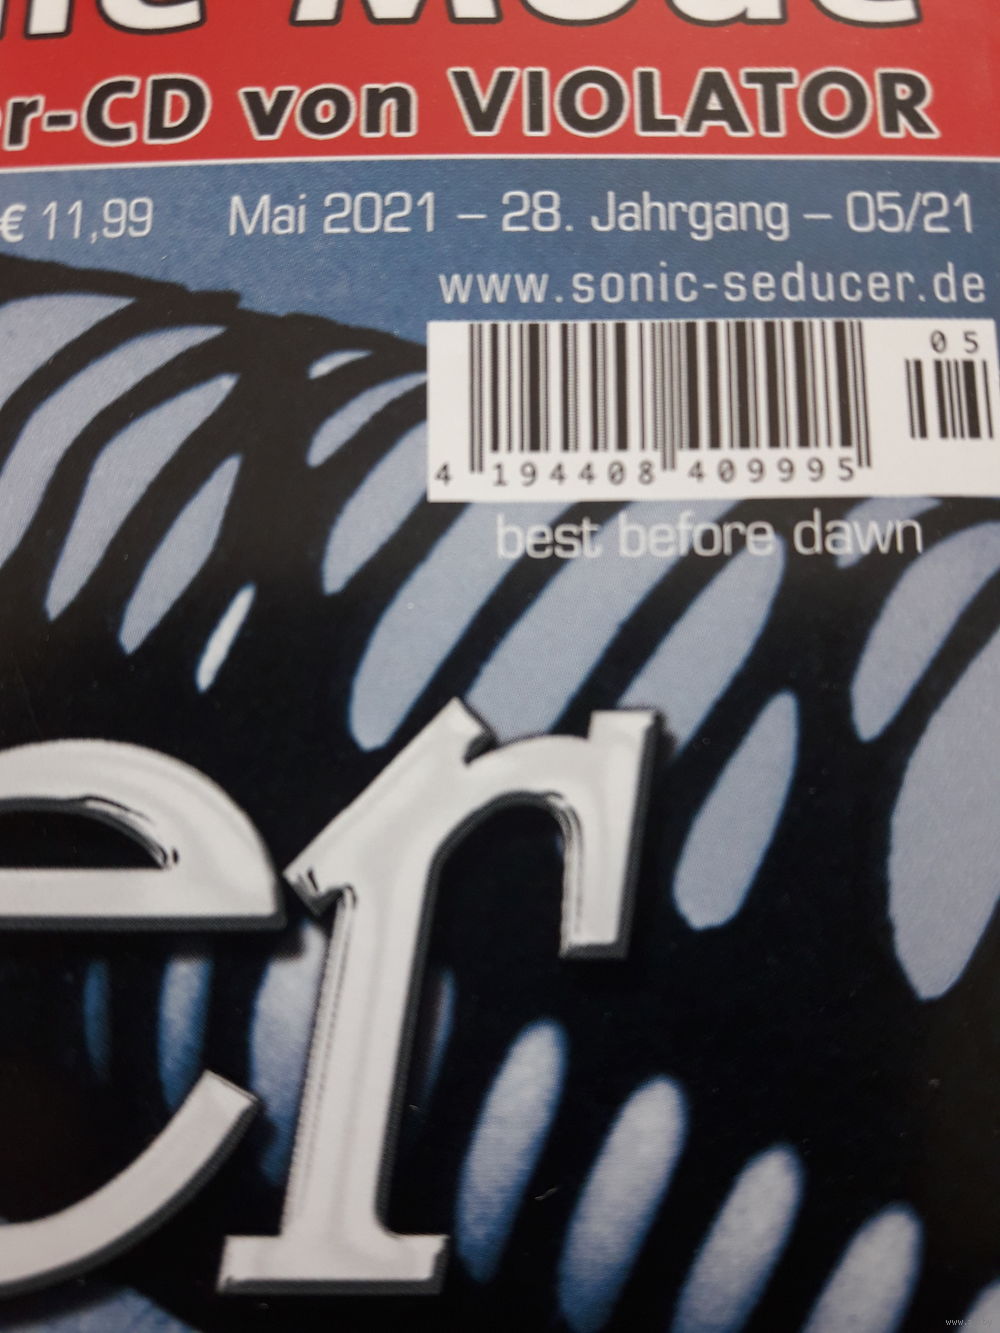 r-CD von VIOLATOR
€ 11,99 Mai 2021 – 28. Jahrgang – 05/21
www.sonic-seducer.de
05
4 194408 409995
best before dawn
er